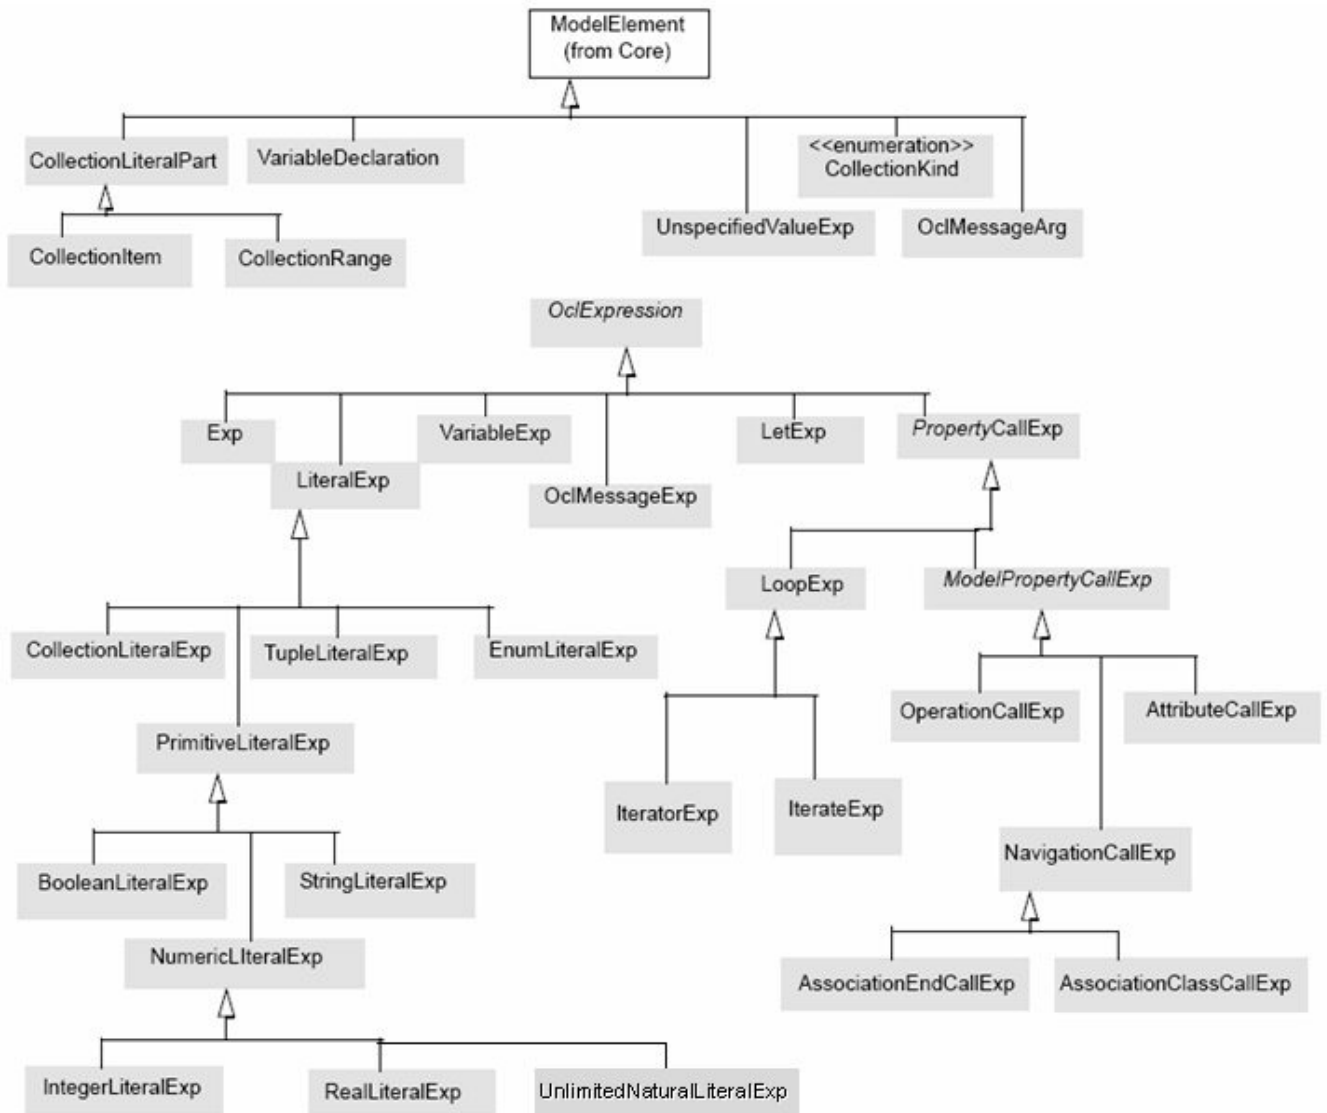 ModelElement
(from Core)
CollectionLiteralPart
VariableDeclaration
<<enumeration>>
CollectionKind
UnspecifiedValueExp
OclMessageArg
CollectionItem
CollectionRange
OclExpression
Exp
VariableExp
LetExp
PropertyCallExp
LiteralExp
OclMessageExp
LoopExp
ModelPropertyCallExp
CollectionLiteralExp
TupleLiteralExp
EnumLiteralExp
OperationCallExp
AttributeCallExp
PrimitiveLiteralExp
IteratorExp
IterateExp
NavigationCallExp
BooleanLiteralExp
StringLiteralExp
NumericLIteralExp
AssociationEndCallExp
AssociationClassCallExp
IntegerLiteralExp
RealLiteralExp
UnlimitedNaturalLiteralExp